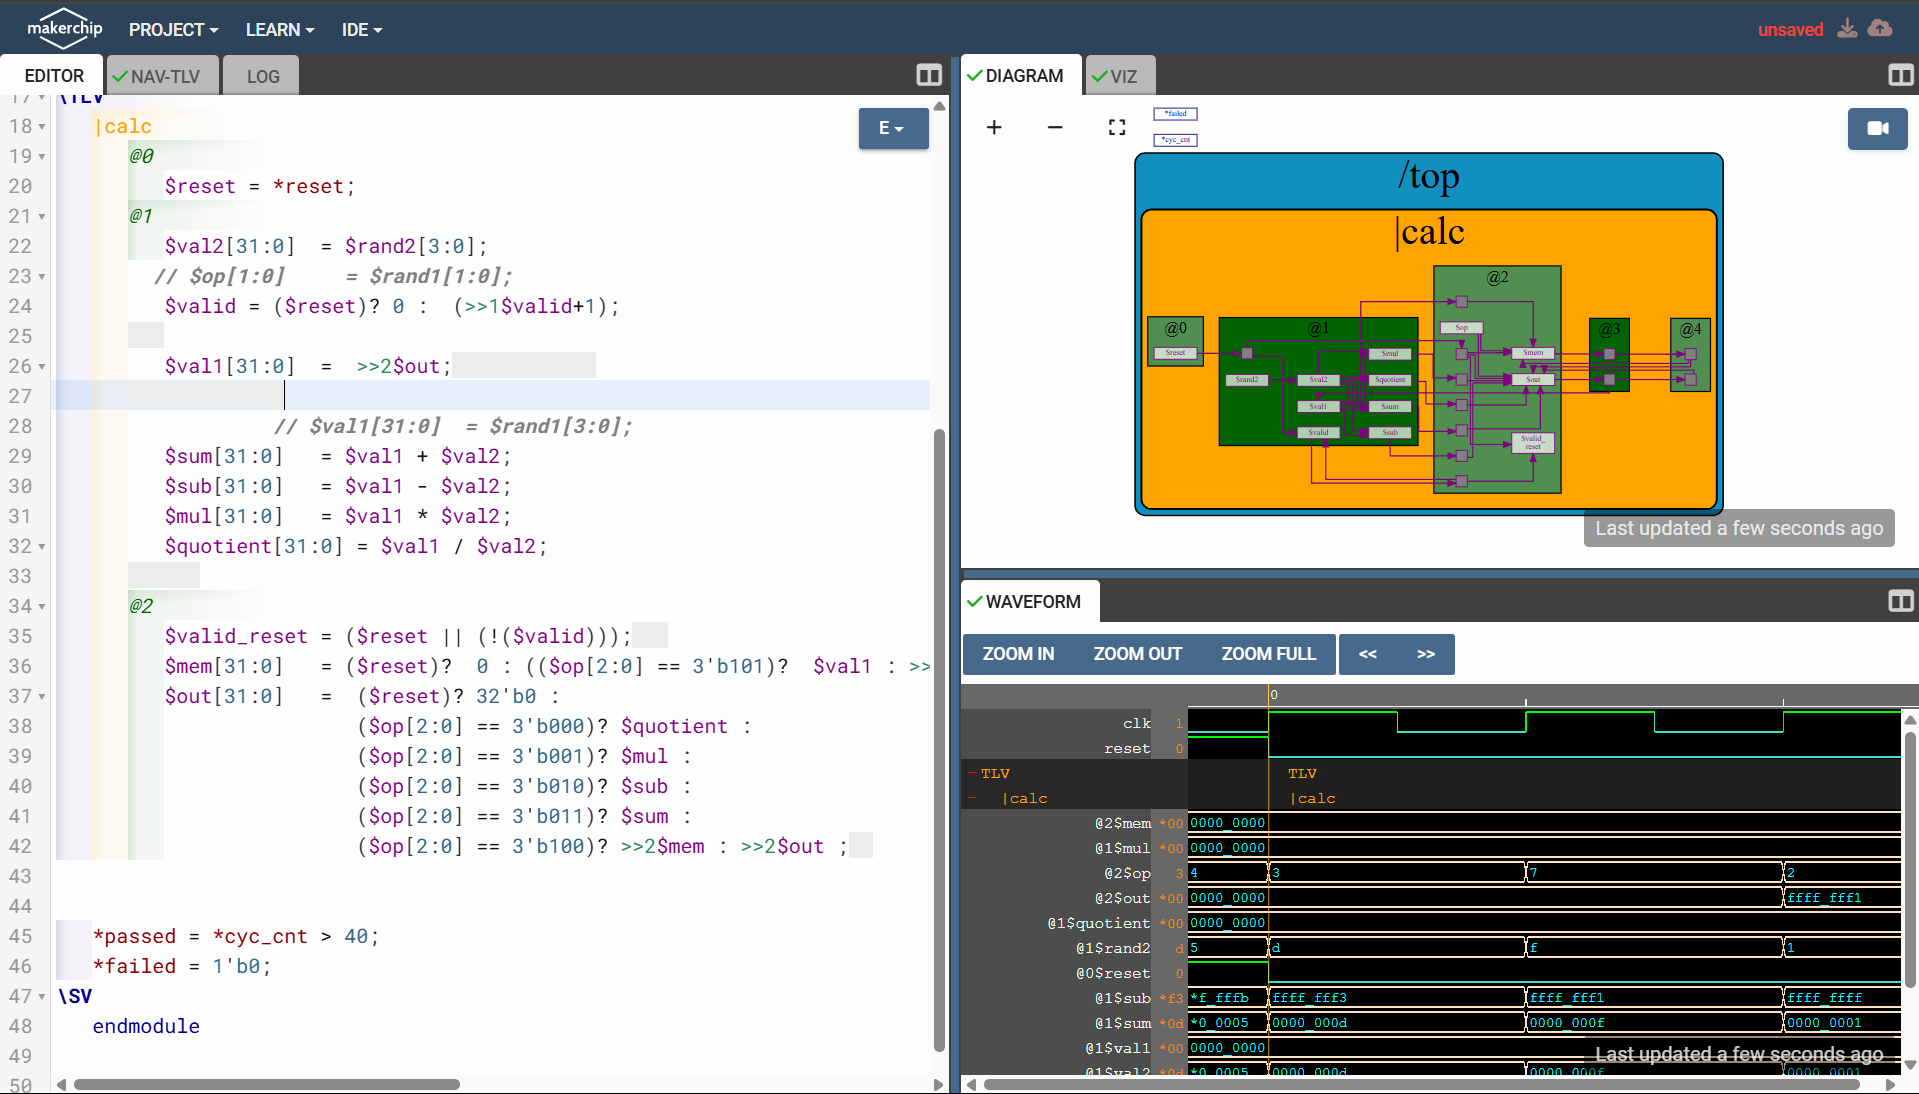 makerchip PROJECT LEARN IDE unsaved
EDITOR NAV-TLV LOG
17 \TLV
18 |calc
19 @0
20 $reset = *reset;
21 @1
22 $val2[31:0] = $rand2[3:0];
23 // $op[1:0] = $rand1[1:0];
24 $valid = ($reset)? 0 : (>>1$valid+1);
25
26 $val1[31:0] = >>2$out;
27
28 // $val1[31:0] = $rand1[3:0];
29 $sum[31:0] = $val1 + $val2;
30 $sub[31:0] = $val1 - $val2;
31 $mul[31:0] = $val1 * $val2;
32 $quotient[31:0] = $val1 / $val2;
33
34 @2
35 $valid_reset = ($reset || (!($valid)));
36 $mem[31:0] = ($reset)? 0 : (($op[2:0] == 3'b101)? $val1 : >>
37 $out[31:0] = ($reset)? 32'b0 :
38 ($op[2:0] == 3'b000)? $quotient :
39 ($op[2:0] == 3'b001)? $mul :
40 ($op[2:0] == 3'b010)? $sub :
41 ($op[2:0] == 3'b011)? $sum :
42 ($op[2:0] == 3'b100)? >>2$mem : >>2$out ;
43
44
45 *passed = *cyc_cnt > 40;
46 *failed = 1'b0;
47 \SV
48 endmodule
49
50
E
DIAGRAM VIZ
*failed
*cyc_cnt
/top
|calc
@0
$reset
@1
$rand2
$val2
$val1
$valid
$mul
$quotient
$sum
$sub
@2
$op
$mem
$out
$valid_
reset
@3
@4
Last updated a few seconds ago
WAVEFORM
ZOOM IN ZOOM OUT ZOOM FULL << >>
0
clk 1
reset 0
TLV TLV
|calc |calc
@2$mem *00 0000_0000
@1$mul *00 0000_0000
@2$op 3 4 3 7 2
@2$out *00 0000_0000 ffff_fff1
@1$quotient *00 0000_0000
@1$rand2 d 5 d f 1
@0$reset 0
@1$sub *f3 *f_fffb ffff_fff3 ffff_fff1 ffff_ffff
@1$sum *0d *0_0005 0000_000d 0000_000f 0000_0001
@1$val1 *00 0000_0000
@1$val2 *0d *0_0005 0000_000d 0000_000f 0000_0001
Last updated a few seconds ago